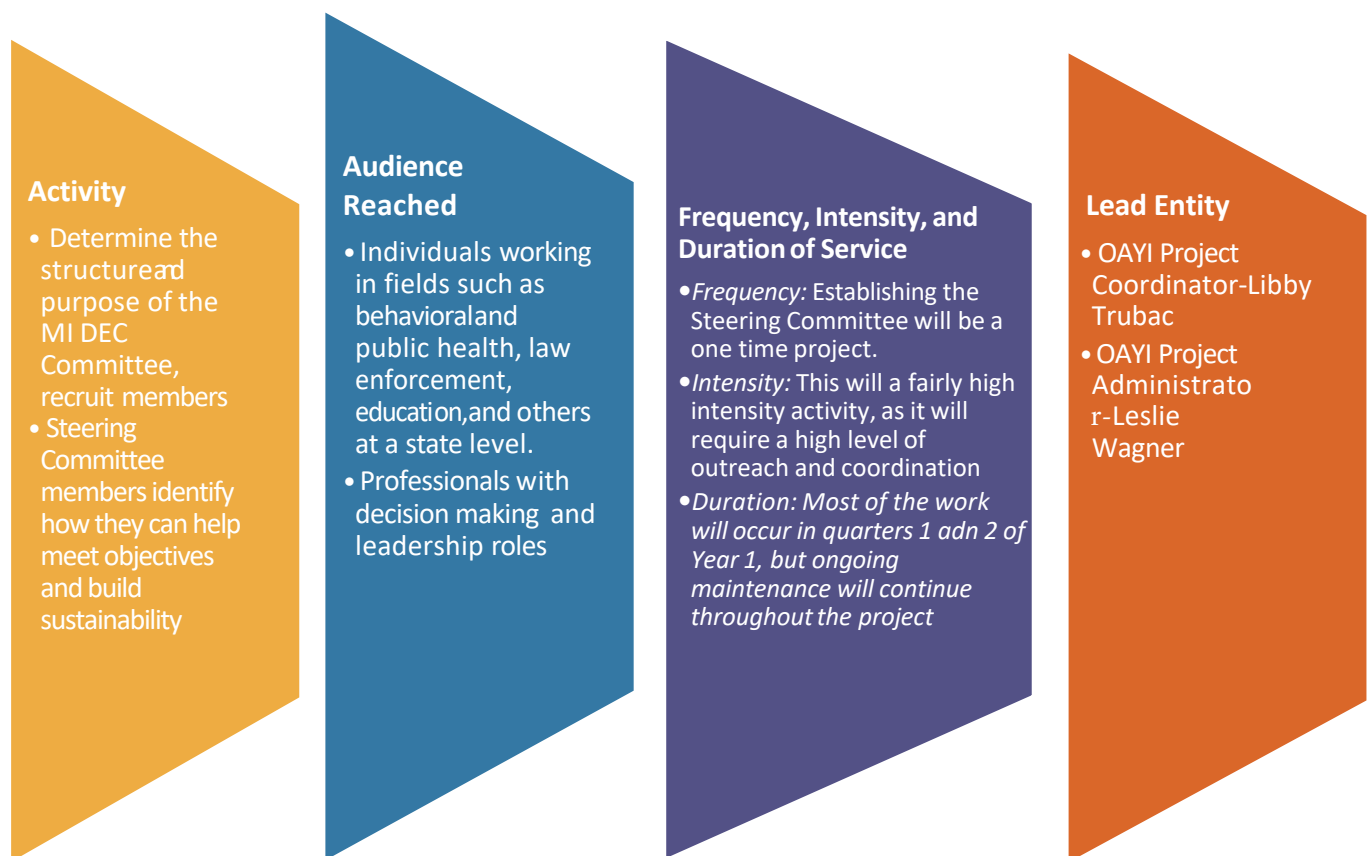 Activity
• Determine the
structuread
purpose of the
MI DEC
Committee,
recruit members
• Steering
Committee
members identify
how they can help
meet objectives
and build
sustainability
Audience
Reached
• Individuals working
in fields such as
behavioraland
public health, law
enforcement,
education,and others
at a state level.
• Professionals with
decision making and
leadership roles
Frequency, Intensity, and
Duration of Service
• Frequency: Establishing the
Steering Committee will be a
one time project.
• Intensity: This will a fairly high
intensity activity, as it will
require a high level of
outreach and coordination
• Duration: Most of the work
will occur in quarters 1 adn 2 of
Year 1, but ongoing
maintenance will continue
throughout the project
Lead Entity
• OAYI Project
Coordinator-Libby
Trubac
• OAYI Project
Administrato
r-Leslie
Wagner